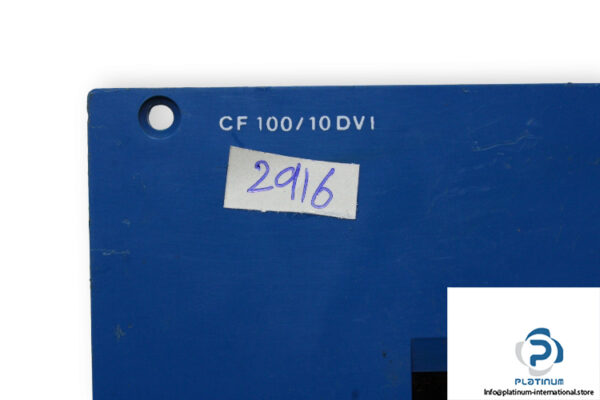 CF 100/10 DVI
2916
PLATINUM
Info@platinum-international.store